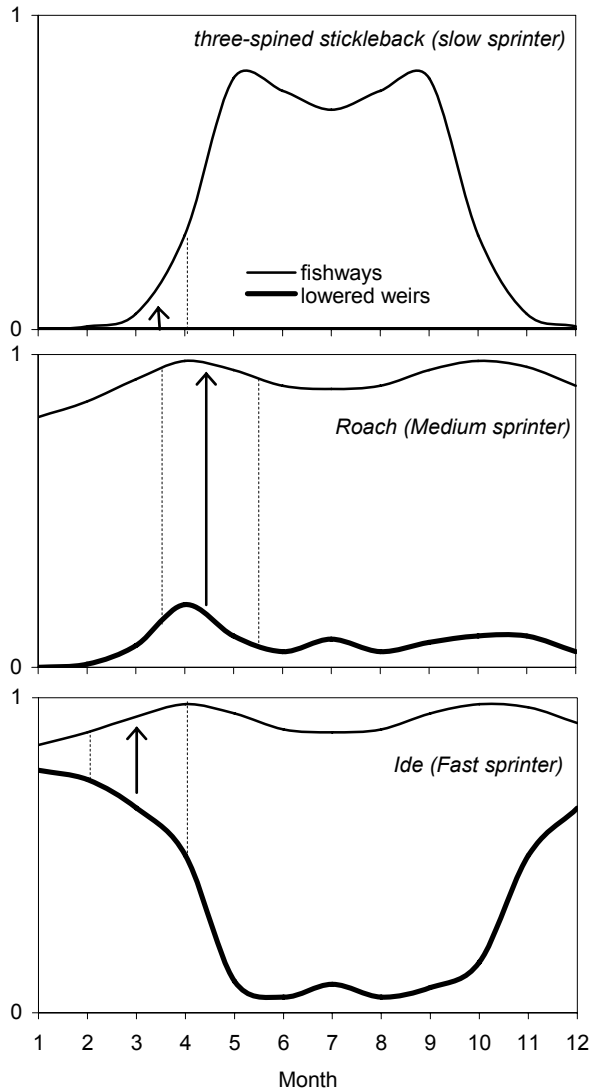 1
three-spined stickleback (slow sprinter)
fishways
lowered weirs
0
1
Roach (Medium sprinter)
0
1
Ide (Fast sprinter)
0
1 2 3 4 5 6 7 8 9 10 11 12
Month